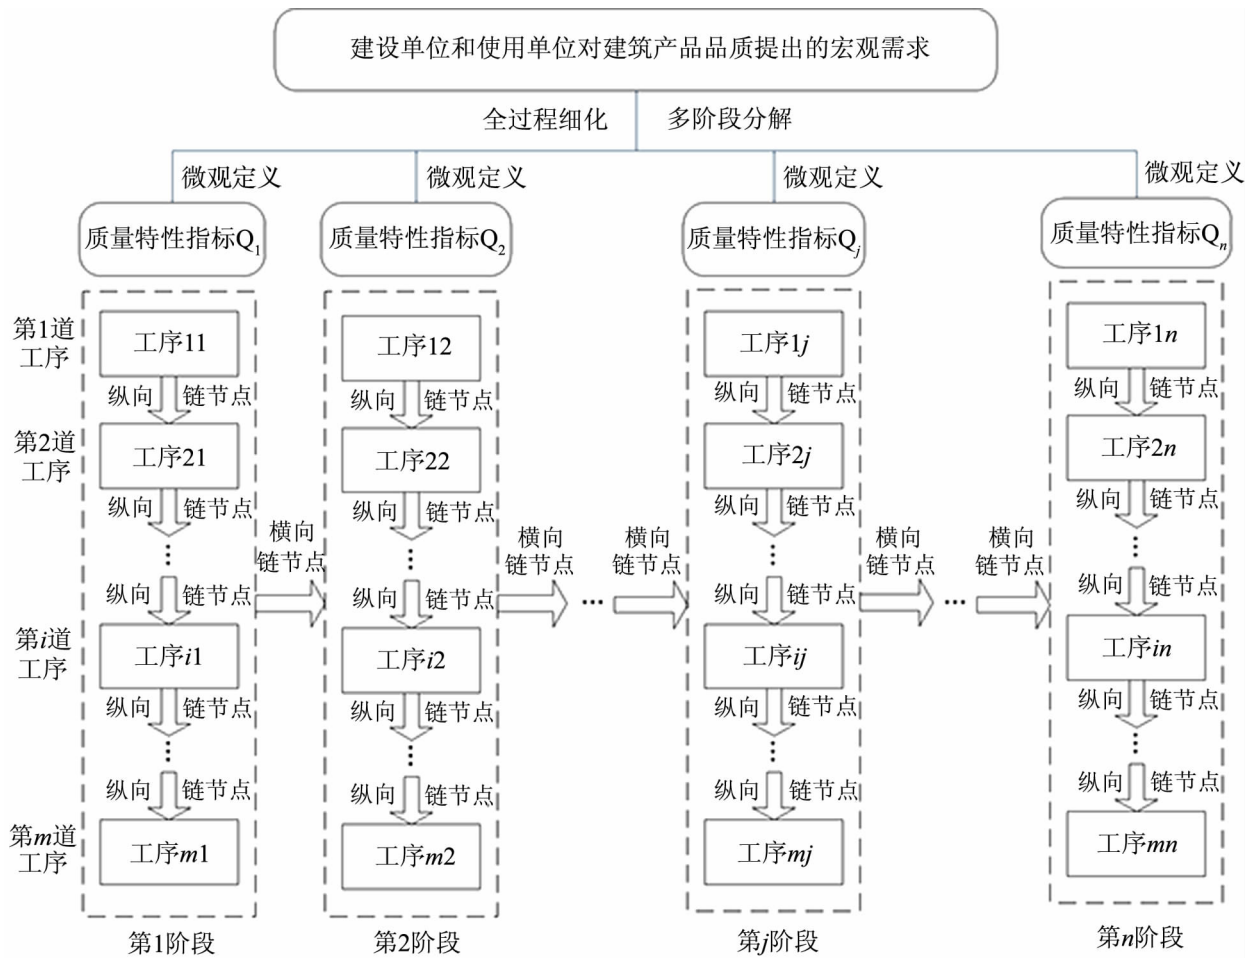 建设单位和使用单位对建筑产品品质提出的宏观需求
全过程细化 多阶段分解
微观定义 微观定义 微观定义 微观定义
质量特性指标Q1 质量特性指标Q2 质量特性指标Qj 质量特性指标Qn
第1道
工序
工序11 工序12 工序1j 工序1n
纵向 链节点 纵向 链节点 纵向 链节点 纵向 链节点
第2道
工序
工序21 工序22 工序2j 工序2n
纵向 链节点 纵向 链节点 纵向 链节点 纵向 链节点
横向
链节点
横向
链节点
横向
链节点
横向
链节点
横向
链节点
⋮ ⋮ ⋮ ⋮
… …
纵向 链节点 纵向 链节点 纵向 链节点 纵向 链节点
第i道
工序
工序i1 工序i2 工序ij 工序in
纵向 链节点 纵向 链节点 纵向 链节点 纵向 链节点
⋮ ⋮ ⋮ ⋮
纵向 链节点 纵向 链节点 纵向 链节点 纵向 链节点
第m道
工序
工序m1 工序m2 工序mj 工序mn
第1阶段 第2阶段 第j阶段 第n阶段